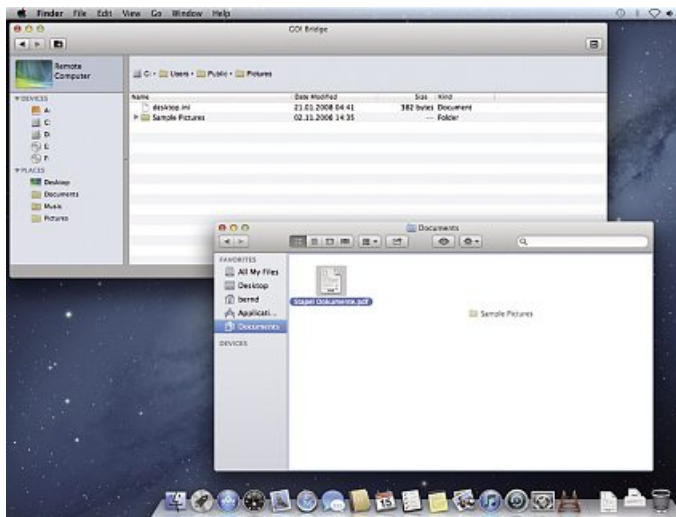 Finder File Edit View Go Window Help
GO! Bridge
Remote
Computer
C: Users Public Pictures
DEVICES
A:
C:
D:
E:
F:
PLACES
Desktop
Documents
Music
Pictures
Name Date Modified Size Kind
desktop.ini 21.01.2008 04:41 382 bytes Document
Sample Pictures 02.11.2006 14:35 -- Folder
Documents
FAVORITES
All My Files
Desktop
bernd
Applicati...
Documents
DEVICES
Stapel Dokumente.pdf
Sample Pictures
15